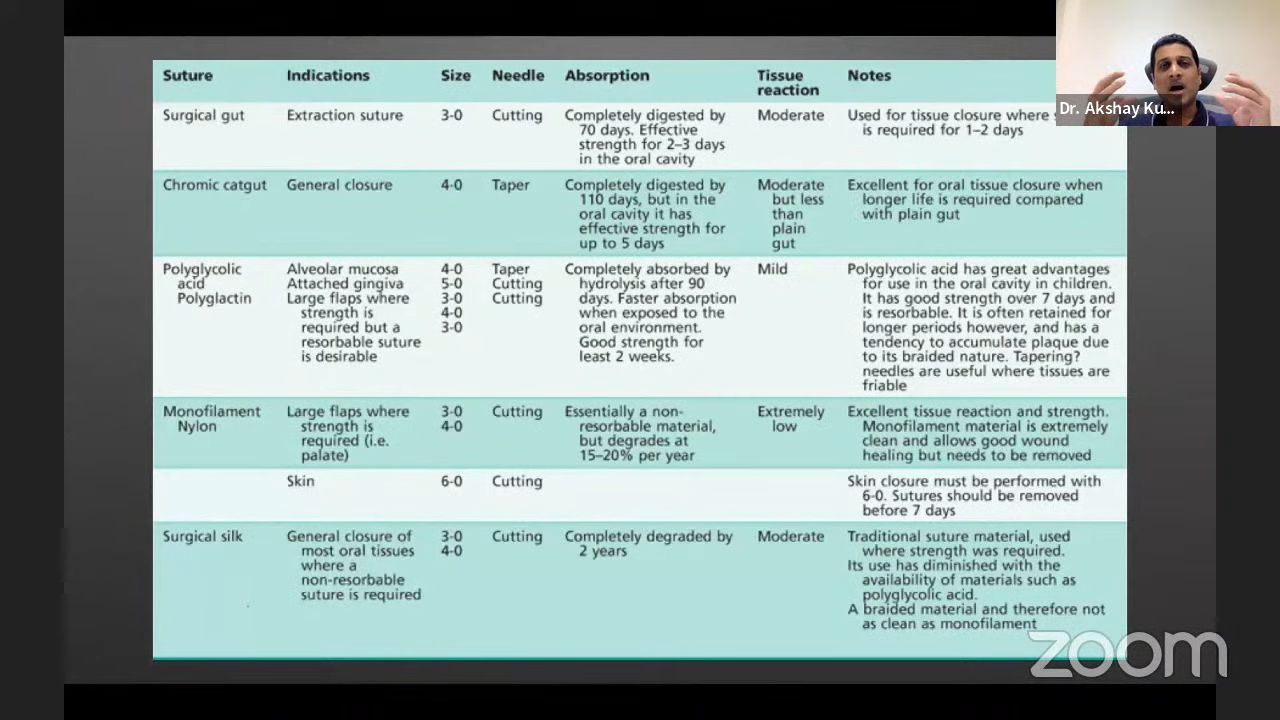 Suture Indications Size Needle Absorption Tissue reaction Notes
Surgical gut
Extraction suture
3-0
Cutting
Completely digested by
70 days. Effective
strength for 2–3 days
in the oral cavity
Moderate
Used for tissue closure where
is required for 1–2 days
Chromic catgut
General closure
4-0
Taper
Completely digested by
110 days, but in the
oral cavity it has
effective strength for
up to 5 days
Moderate
but less
than
plain
gut
Excellent for oral tissue closure when
longer life is required compared
with plain gut
Polyglycolic
acid
Polyglactin
Alveolar mucosa
Attached gingiva
Large flaps where
strength is
required but a
resorbable suture
is desirable
4-0
5-0
3-0
4-0
3-0
Taper
Cutting
Cutting
Completely absorbed by
hydrolysis after 90
days. Faster absorption
when exposed to the
oral environment.
Good strength for
least 2 weeks.
Mild
Polyglycolic acid has great advantages
for use in the oral cavity in children.
It has good strength over 7 days and
is resorbable. It is often retained for
longer periods however, and has a
tendency to accumulate plaque due
to its braided nature. Tapering?
needles are useful where tissues are
friable
Monofilament
Nylon
Large flaps where
strength is
required (i.e.
palate)
3-0
4-0
Cutting
Essentially a non-
resorbable material,
but degrades at
15–20% per year
Extremely
low
Excellent tissue reaction and strength.
Monofilament material is extremely
clean and allows good wound
healing but needs to be removed
Skin
6-0
Cutting
Skin closure must be performed with
6-0. Sutures should be removed
before 7 days
Surgical silk
General closure of
most oral tissues
where a
non-resorbable
suture is required
3-0
4-0
Cutting
Completely degraded by
2 years
Moderate
Traditional suture material, used
where strength was required.
Its use has diminished with the
availability of materials such as
polyglycolic acid.
A braided material and therefore not
as clean as monofilament
Dr. Akshay Ku...
zoom